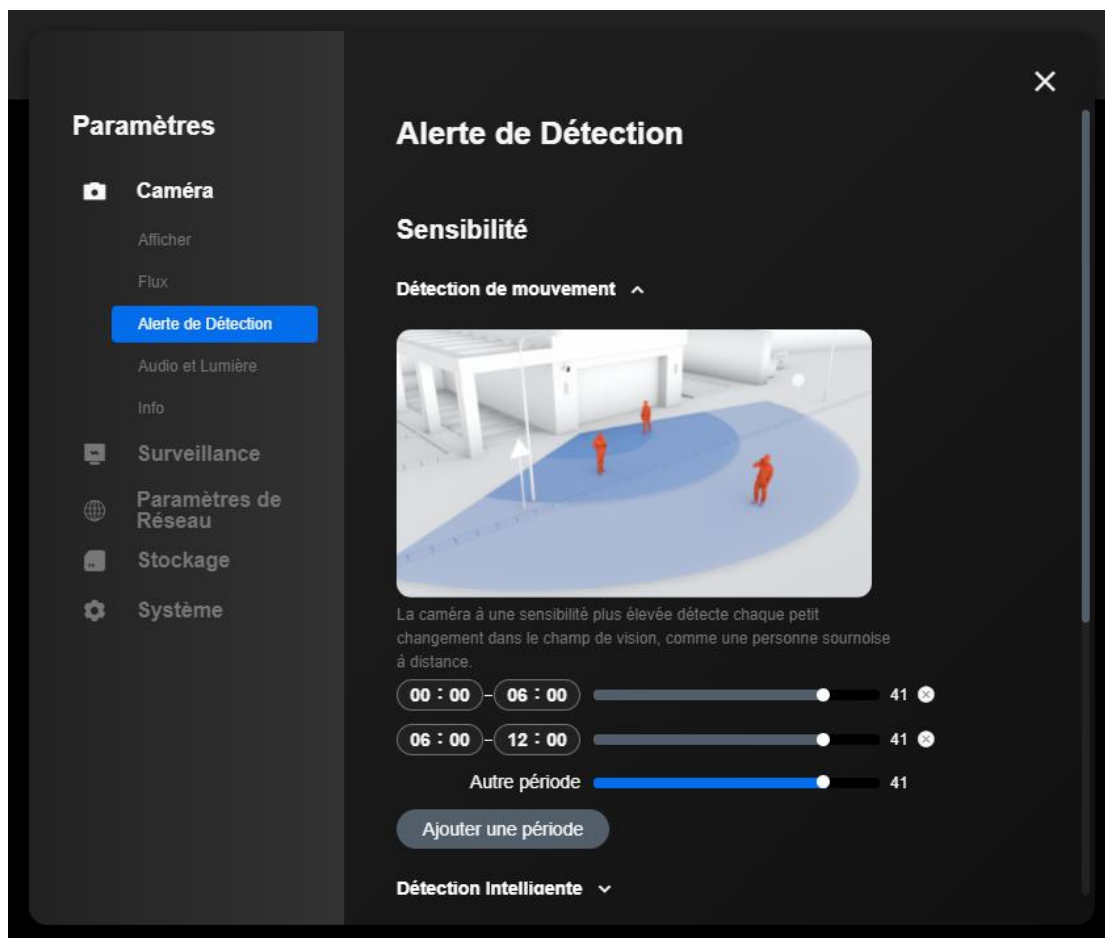 Paramètres
Caméra
Afficher
Flux
Alerte de Détection
Audio et Lumière
Info
Surveillance
Paramètres de
Réseau
Stockage
Système
Alerte de Détection
Sensibilité
Détection de mouvement
La caméra à une sensibilité plus élevée détecte chaque petit
changement dans le champ de vision, comme une personne sournoise
à distance.
00 : 00 – 06 : 00 41
06 : 00 – 12 : 00 41
Autre période 41
Ajouter une période
Détection Intelligente